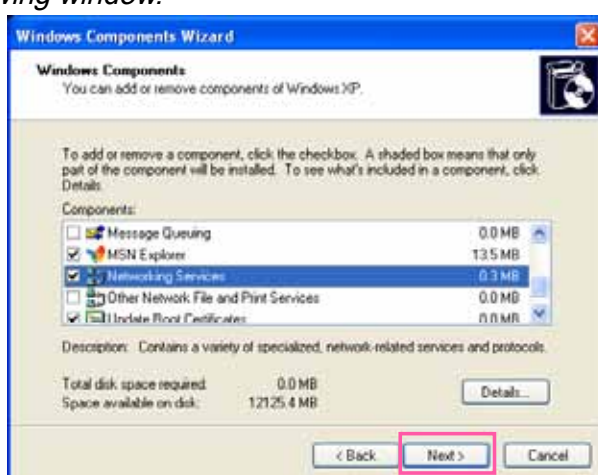 ving window.
Windows Components Wizard
Windows Components
You can add or remove components of Windows XP.
To add or remove a component, click the checkbox. A shaded box means that only
part of the component will be installed. To see what's included in a component, click
Details.
Components:
Message Queuing 0.0 MB
MSN Explorer 13.5 MB
Networking Services 0.3 MB
Other Network File and Print Services 0.0 MB
Update Root Certificates 0.0 MB
Description: Contains a variety of specialized, network-related services and protocols.
Total disk space required: 0.0 MB
Space available on disk: 12125.4 MB
Details...
< Back
Next >
Cancel